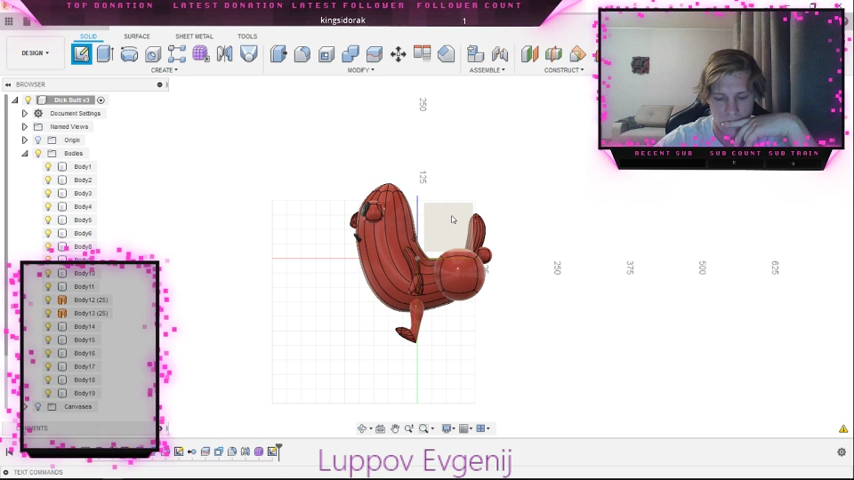 TOP DONATION LATEST DONATION LATEST FOLLOWER FOLLOWER COUNT
kingsidorak 1
SOLID SURFACE SHEET METAL TOOLS
DESIGN
CREATE MODIFY ASSEMBLE CONSTRUCT
BROWSER
Dick Butt v3
Document Settings
Named Views
Origin
Bodies
Body1
Body2
Body3
Body4
Body5
Body6
Body8
Body10
Body11
Body12 (25)
Body13 (25)
Body14
Body15
Body16
Body17
Body18
Body19
Canvases
TEXT COMMANDS
250
125
250 375 500 625
RECENT SUB SUB COUNT SUB TRAIN
Luppov Evgenij